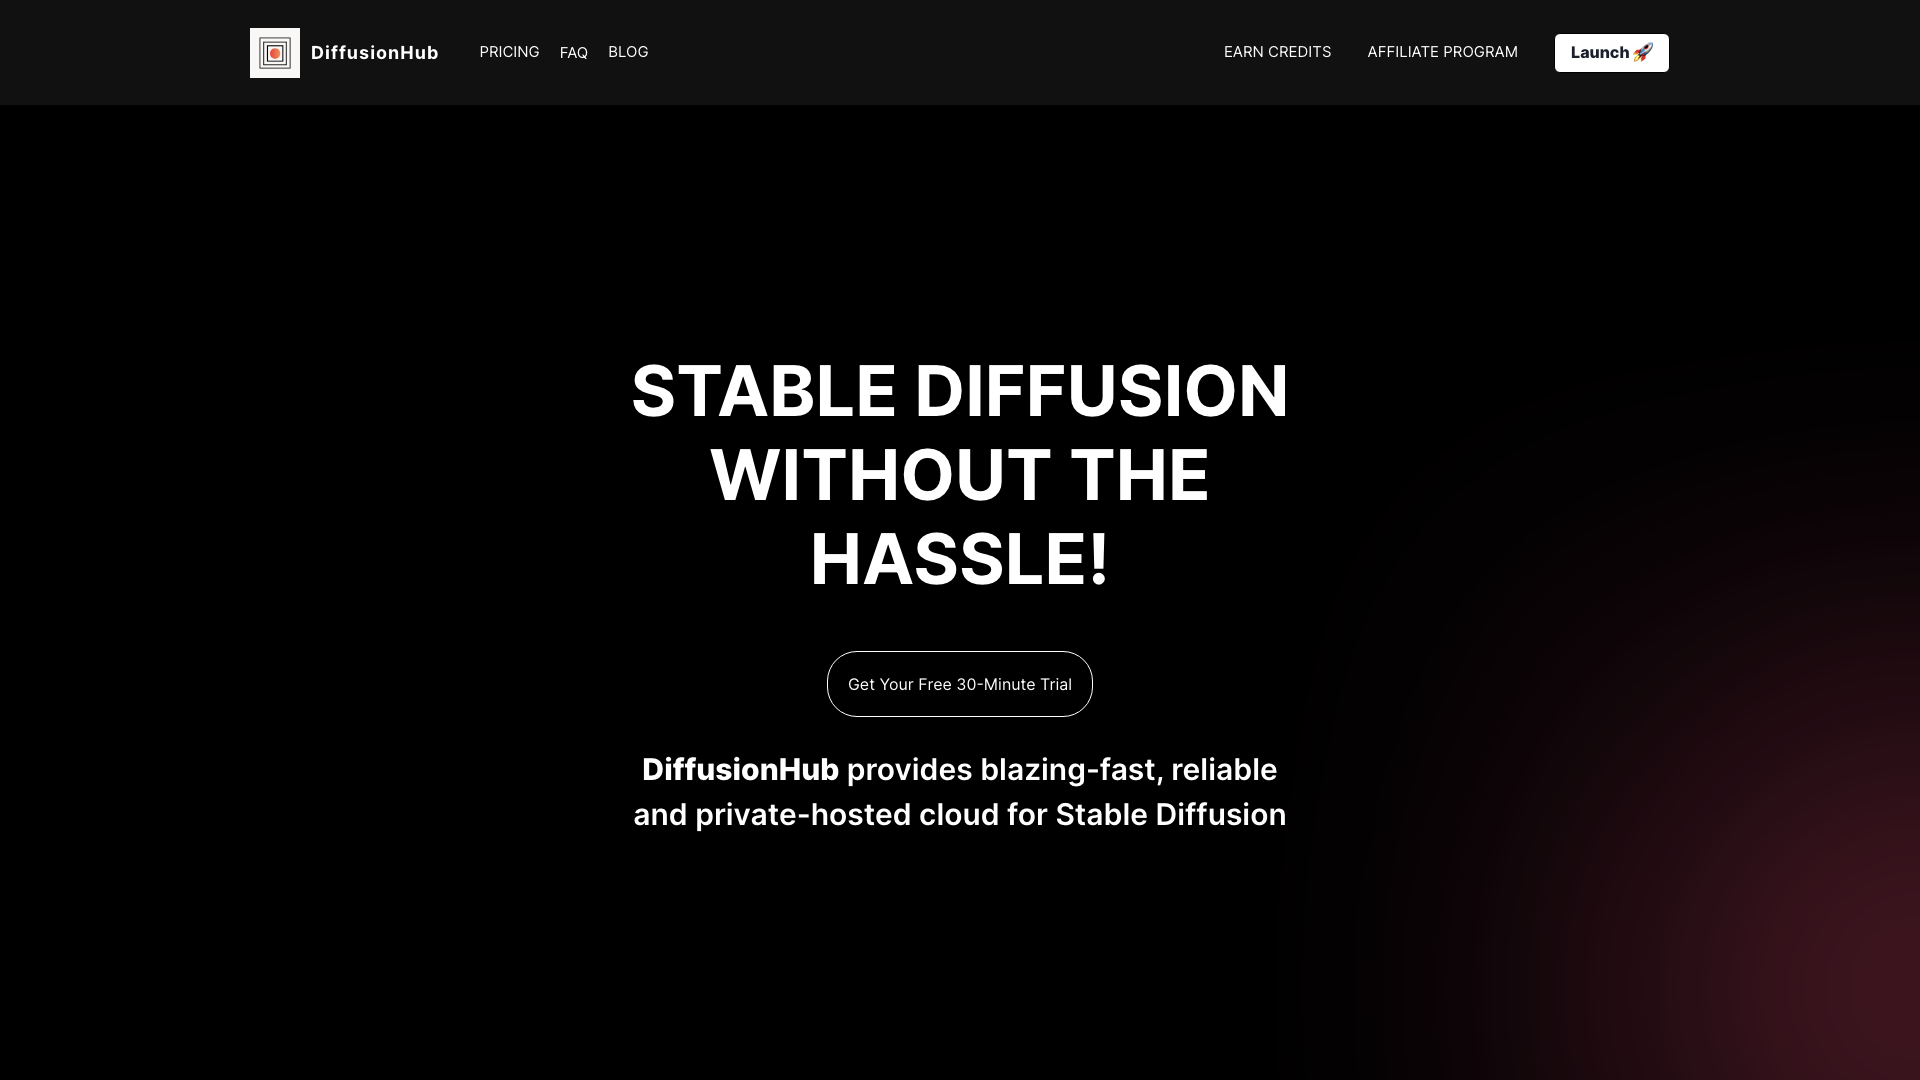 DiffusionHub
PRICING
FAQ
BLOG
EARN CREDITS
AFFILIATE PROGRAM
Launch 🚀
STABLE DIFFUSION
WITHOUT THE
HASSLE!
Get Your Free 30-Minute Trial
DiffusionHub provides blazing-fast, reliable
and private-hosted cloud for Stable Diffusion